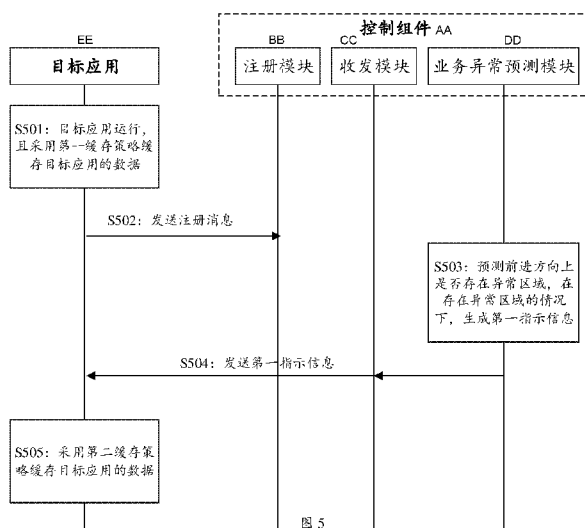 控制组件 AA
EE
BB
CC
DD
目标应用
注册模块
收发模块
业务异常预测模块
S501：目标应用运行，
且采用第一缓存策略缓
存目标应用的数据
S502：发送注册消息
S503：预测前进方向上
是否存在异常区域，在
存在异常区域的情况
下，生成第一指示信息
S504：发送第一指示信息
S505：采用第二缓存策
略缓存目标应用的数据
图 5